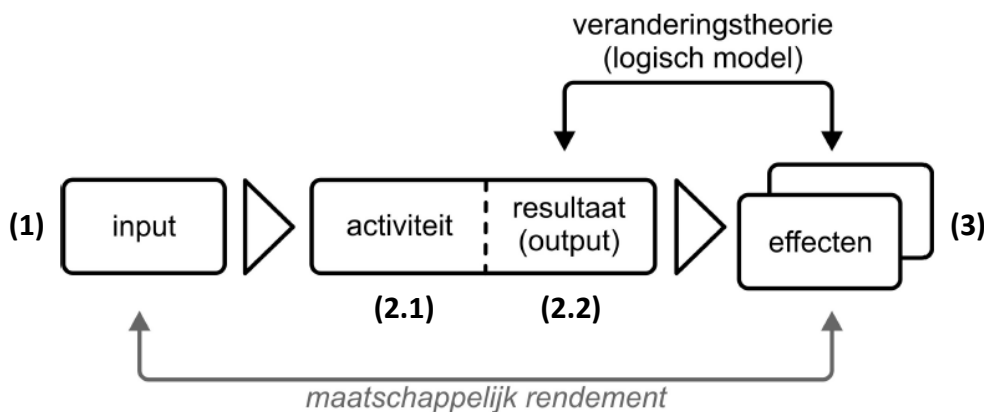 veranderingstheorie
(logisch model)
(1)
input
activiteit
resultaat
(output)
effecten
(3)
(2.1)
(2.2)
maatschappelijk rendement